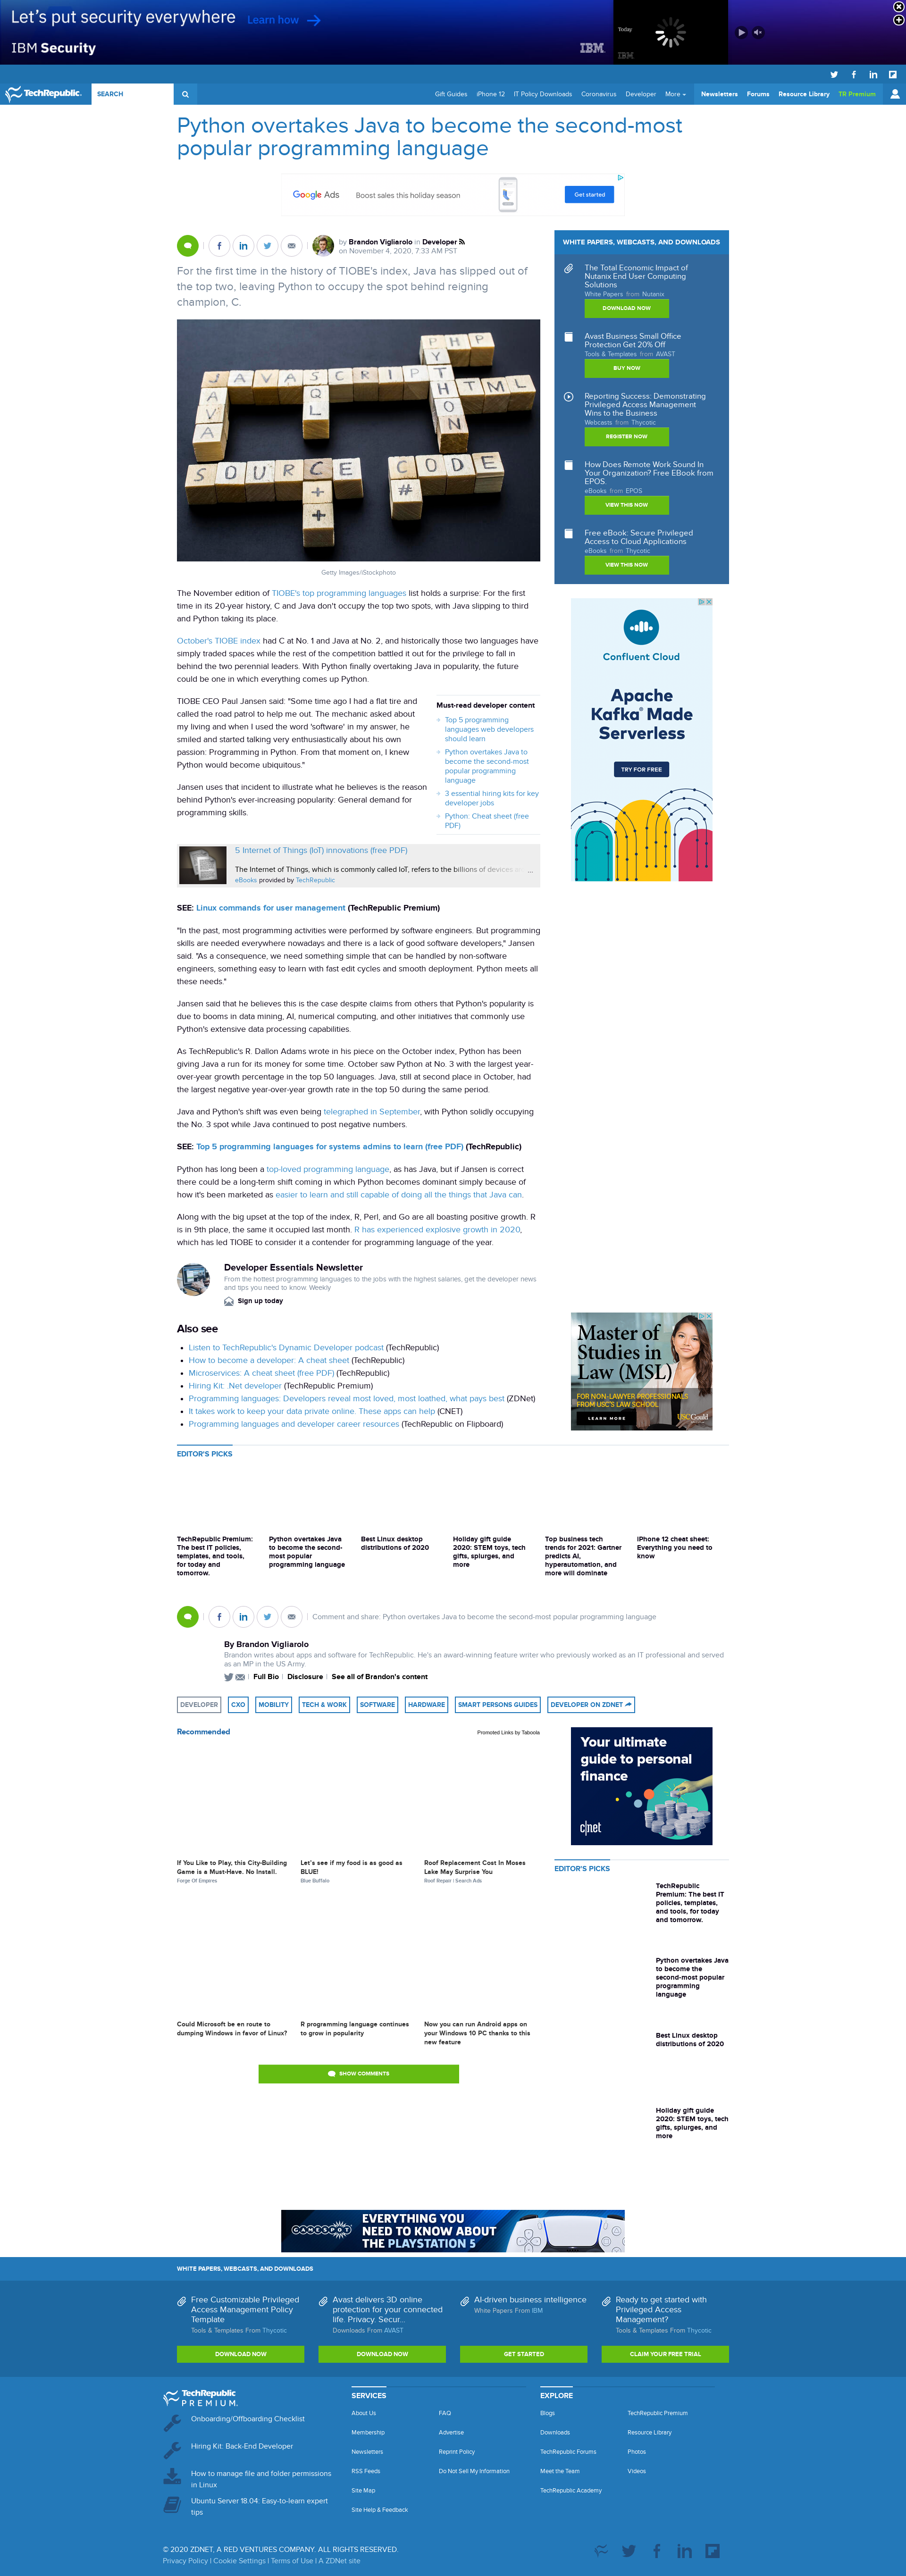 Let's put security everywhere Learn how
IBM Security
Today
IBM
IBM
TechRepublic.
SEARCH
Gift Guides iPhone 12 IT Policy Downloads Coronavirus Developer More Newsletters Forums Resource Library TR Premium
Python overtakes Java to become the second-most
popular programming language
Google Ads Boost sales this holiday season Get started
by Brandon Vigliarolo in Developer
on November 4, 2020, 7:33 AM PST
For the first time in the history of TIOBE's index, Java has slipped out of
the top two, leaving Python to occupy the spot behind reigning
champion, C.
JAVASCRIPT
SQL
PYTHON
PHP
HTML
SOURCE
CODE
C++
C#
Getty Images/iStockphoto
The November edition of TIOBE's top programming languages list holds a surprise: For the first
time in its 20-year history, C and Java don't occupy the top two spots, with Java slipping to third
and Python taking its place.
October's TIOBE index had C at No. 1 and Java at No. 2, and historically those two languages have
simply traded spaces while the rest of the competition battled it out for the privilege to fall in
behind the two perennial leaders. With Python finally overtaking Java in popularity, the future
could be one in which everything comes up Python.
TIOBE CEO Paul Jansen said: "Some time ago I had a flat tire and
called the road patrol to help me out. The mechanic asked about
my living and when I used the word 'software' in my answer, he
smiled and started talking very enthusiastically about his own
passion: Programming in Python. From that moment on, I knew
Python would become ubiquitous."
Jansen uses that incident to illustrate what he believes is the reason
behind Python's ever-increasing popularity: General demand for
programming skills.
Must-read developer content
Top 5 programming
languages web developers
should learn
Python overtakes Java to
become the second-most
popular programming
language
3 essential hiring kits for key
developer jobs
Python: Cheat sheet (free
PDF)
5 Internet of Things (IoT) innovations (free PDF)
The Internet of Things, which is commonly called IoT, refers to the billions of devices ...
eBooks provided by TechRepublic
SEE: Linux commands for user management (TechRepublic Premium)
"In the past, most programming activities were performed by software engineers. But programming
skills are needed everywhere nowadays and there is a lack of good software developers," Jansen
said. "As a consequence, we need something simple that can be handled by non-software
engineers, something easy to learn with fast edit cycles and smooth deployment. Python meets all
these needs."
Jansen said that he believes this is the case despite claims from others that Python's popularity is
due to booms in data mining, AI, numerical computing, and other initiatives that commonly use
Python's extensive data processing capabilities.
As TechRepublic's R. Dallon Adams wrote in his piece on the October index, Python has been
giving Java a run for its money for some time. October saw Python at No. 3 with the largest year-
over-year growth percentage in the top 50 languages. Java, still at second place in October, had
the largest negative year-over-year growth rate in the top 50 during the same period.
Java and Python's shift was even being telegraphed in September, with Python solidly occupying
the No. 3 spot while Java continued to post negative numbers.
SEE: Top 5 programming languages for systems admins to learn (free PDF) (TechRepublic)
Python has long been a top-loved programming language, as has Java, but if Jansen is correct
there could be a long-term shift coming in which Python becomes dominant simply because of
how it's been marketed as easier to learn and still capable of doing all the things that Java can.
Along with the big upset at the top of the index, R, Perl, and Go are all boasting positive growth. R
is in 9th place, the same it occupied last month. R has experienced explosive growth in 2020,
which has led TIOBE to consider it a contender for programming language of the year.
Developer Essentials Newsletter
From the hottest programming languages to the jobs with the highest salaries, get the developer news
and tips you need to know. Weekly
Sign up today
Also see
Listen to TechRepublic's Dynamic Developer podcast (TechRepublic)
How to become a developer: A cheat sheet (TechRepublic)
Microservices: A cheat sheet (free PDF) (TechRepublic)
Hiring Kit: .Net developer (TechRepublic Premium)
Programming languages: Developers reveal most loved, most loathed, what pays best (ZDNet)
It takes work to keep your data private online. These apps can help (CNET)
Programming languages and developer career resources (TechRepublic on Flipboard)
WHITE PAPERS, WEBCASTS, AND DOWNLOADS
The Total Economic Impact of
Nutanix End User Computing
Solutions
White Papers from Nutanix
DOWNLOAD NOW
Avast Business Small Office
Protection Get 20% Off
Tools & Templates from AVAST
BUY NOW
Reporting Success: Demonstrating
Privileged Access Management
Wins to the Business
Webcasts from Thycotic
REGISTER NOW
How Does Remote Work Sound In
Your Organization? Free EBook from
EPOS
eBooks from EPOS
VIEW THIS NOW
Free eBook: Secure Privileged
Access to Cloud Applications
eBooks from Thycotic
VIEW THIS NOW
Confluent Cloud
Apache
Kafka® Made
Serverless
TRY FOR FREE
Master of
Studies in
Law (MSL)
FOR NON-LAWYER PROFESSIONALS
FROM USC'S LAW SCHOOL
LEARN MORE
USCGould
EDITOR'S PICKS
TechRepublic Premium:
The best IT policies,
templates, and tools,
for today and
tomorrow.
Python overtakes Java
to become the second-
most popular
programming language
Best Linux desktop
distributions of 2020
Holiday gift guide
2020: STEM toys, tech
gifts, splurges, and
more
Top business tech
trends for 2021: Gartner
predicts AI,
hyperautomation, and
more will dominate
iPhone 12 cheat sheet:
Everything you need to
know
Comment and share: Python overtakes Java to become the second-most popular programming language
By Brandon Vigliarolo
Brandon writes about apps and software for TechRepublic. He's an award-winning feature writer who previously worked as an IT professional and served
as an MP in the US Army.
Full Bio Disclosure See all of Brandon's content
DEVELOPER CXO MOBILITY TECH & WORK SOFTWARE HARDWARE SMART PERSONS GUIDES DEVELOPER ON ZDNET
Recommended
Promoted Links by Taboola
If You Like to Play, this City-Building
Game is a Must-Have. No Install.
Forge Of Empires
Let's see if my food is as good as
BLUE!
Blue Buffalo
Roof Replacement Cost In Moses
Lake May Surprise You
Roof Repair | Search Ads
Could Microsoft be en route to
dumping Windows in favor of Linux?
R programming language continues
to grow in popularity
Now you can run Android apps on
your Windows 10 PC thanks to this
new feature
SHOW COMMENTS
Your ultimate
guide to personal
finance
c|net
EDITOR'S PICKS
TechRepublic
Premium: The best IT
policies, templates,
and tools, for today
and tomorrow.
Python overtakes Java
to become the
second-most popular
programming
language
Best Linux desktop
distributions of 2020
Holiday gift guide
2020: STEM toys, tech
gifts, splurges, and
more
GAMESPOT
EVERYTHING YOU
NEED TO KNOW ABOUT
THE PLAYSTATION 5
WHITE PAPERS, WEBCASTS, AND DOWNLOADS
Free Customizable Privileged
Access Management Policy
Template
Tools & Templates From Thycotic
DOWNLOAD NOW
Avast delivers 3D online
protection for your connected
life. Privacy. Secur...
Downloads From AVAST
DOWNLOAD NOW
AI-driven business intelligence
White Papers From IBM
GET STARTED
Ready to get started with
Privileged Access
Management?
Tools & Templates From Thycotic
CLAIM YOUR FREE TRIAL
TechRepublic
PREMIUM.
Onboarding/Offboarding Checklist
Hiring Kit: Back-End Developer
How to manage file and folder permissions
in Linux
Ubuntu Server 18.04: Easy-to-learn expert
tips
SERVICES
About Us
Membership
Newsletters
RSS Feeds
Site Map
Site Help & Feedback
FAQ
Advertise
Reprint Policy
Do Not Sell My Information
EXPLORE
Blogs
Downloads
TechRepublic Forums
Meet the Team
TechRepublic Academy
TechRepublic Premium
Resource Library
Photos
Videos
© 2020 ZDNET, A RED VENTURES COMPANY. ALL RIGHTS RESERVED.
Privacy Policy | Cookie Settings | Terms of Use | A ZDNet site